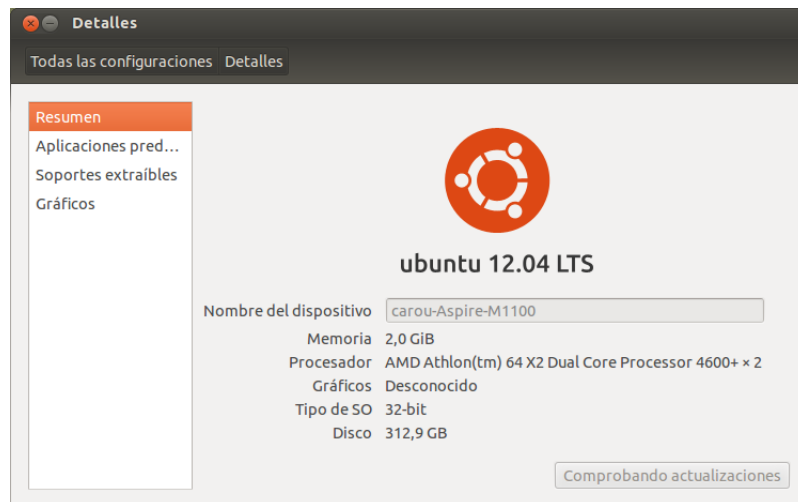 Detalles
Todas las configuraciones Detalles
Resumen
Aplicaciones pred...
Soportes extraíbles
Gráficos
ubuntu 12.04 LTS
Nombre del dispositivo carou-Aspire-M1100
Memoria 2,0 GiB
Procesador AMD Athlon(tm) 64 X2 Dual Core Processor 4600+ × 2
Gráficos Desconocido
Tipo de SO 32-bit
Disco 312,9 GB
Comprobando actualizaciones